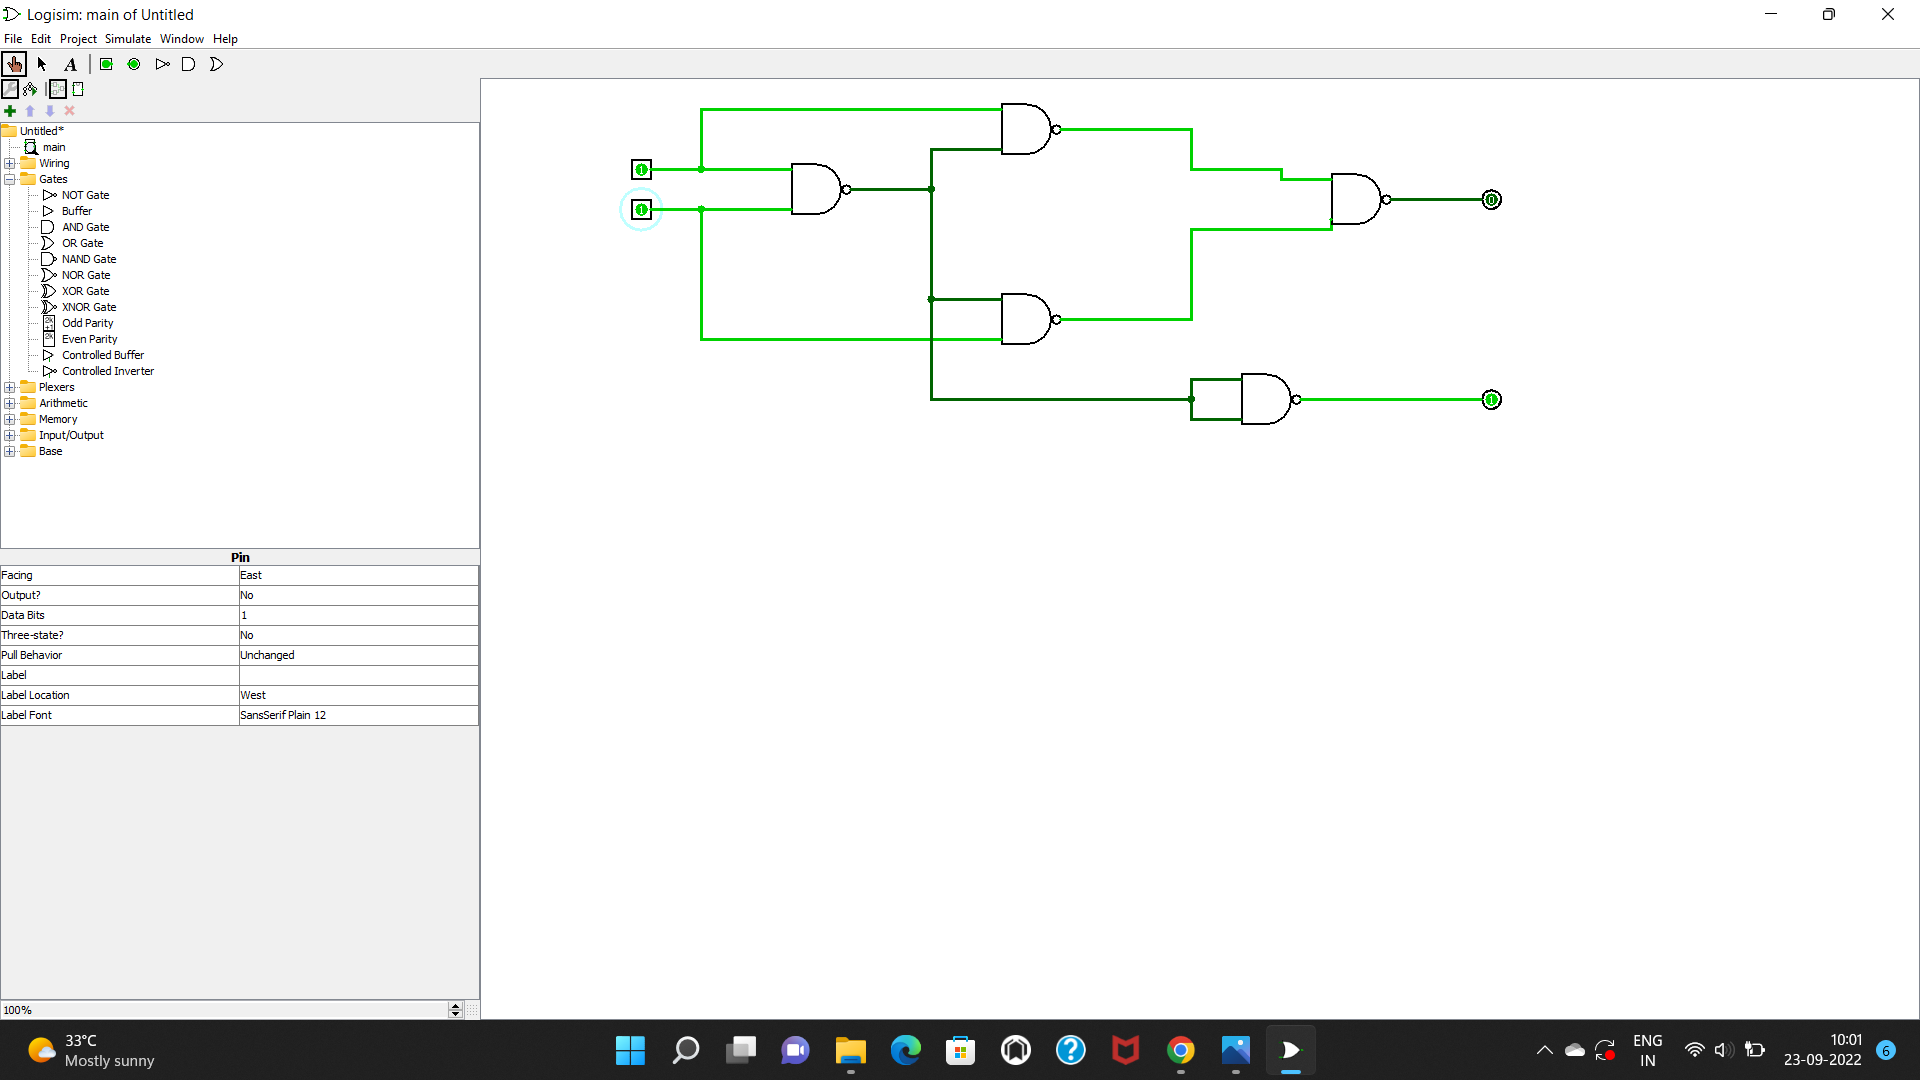 Logisim: main of Untitled
File Edit Project Simulate Window Help
A
Untitled*
main
Wiring
Gates
NOT Gate
Buffer
AND Gate
OR Gate
NAND Gate
NOR Gate
XOR Gate
XNOR Gate
Odd Parity
Even Parity
Controlled Buffer
Controlled Inverter
Plexers
Arithmetic
Memory
Input/Output
Base
Pin
Facing East
Output? No
Data Bits 1
Three-state? No
Pull Behavior Unchanged
Label
Label Location West
Label Font SansSerif Plain 12
100%
1
1
0
1
33°C
Mostly sunny
ENG
IN
10:01
23-09-2022
6